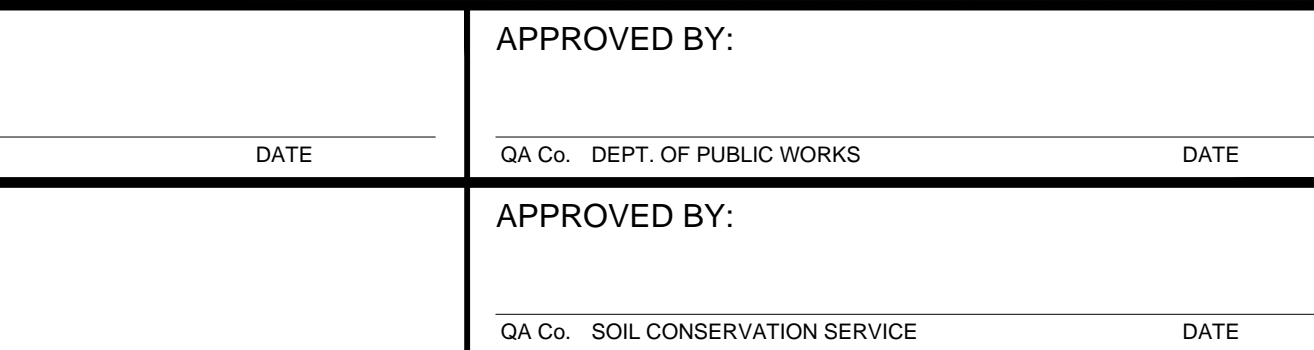 APPROVED BY:
DATE
QA Co. DEPT. OF PUBLIC WORKS DATE
APPROVED BY:
QA Co. SOIL CONSERVATION SERVICE DATE